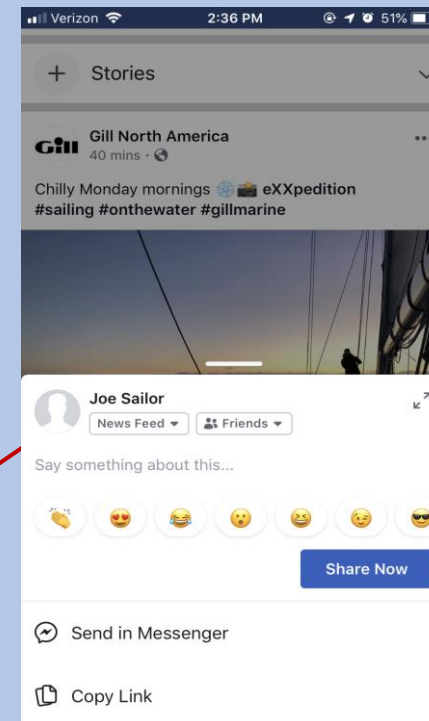 Verizon 2:36 PM 51%
+ Stories
Gill Gill North America
40 mins ·
Chilly Monday mornings ❄️📸 eXXpedition
#sailing #onthewater #gillmarine
Joe Sailor
News Feed Friends
Say something about this...
Share Now
Send in Messenger
Copy Link